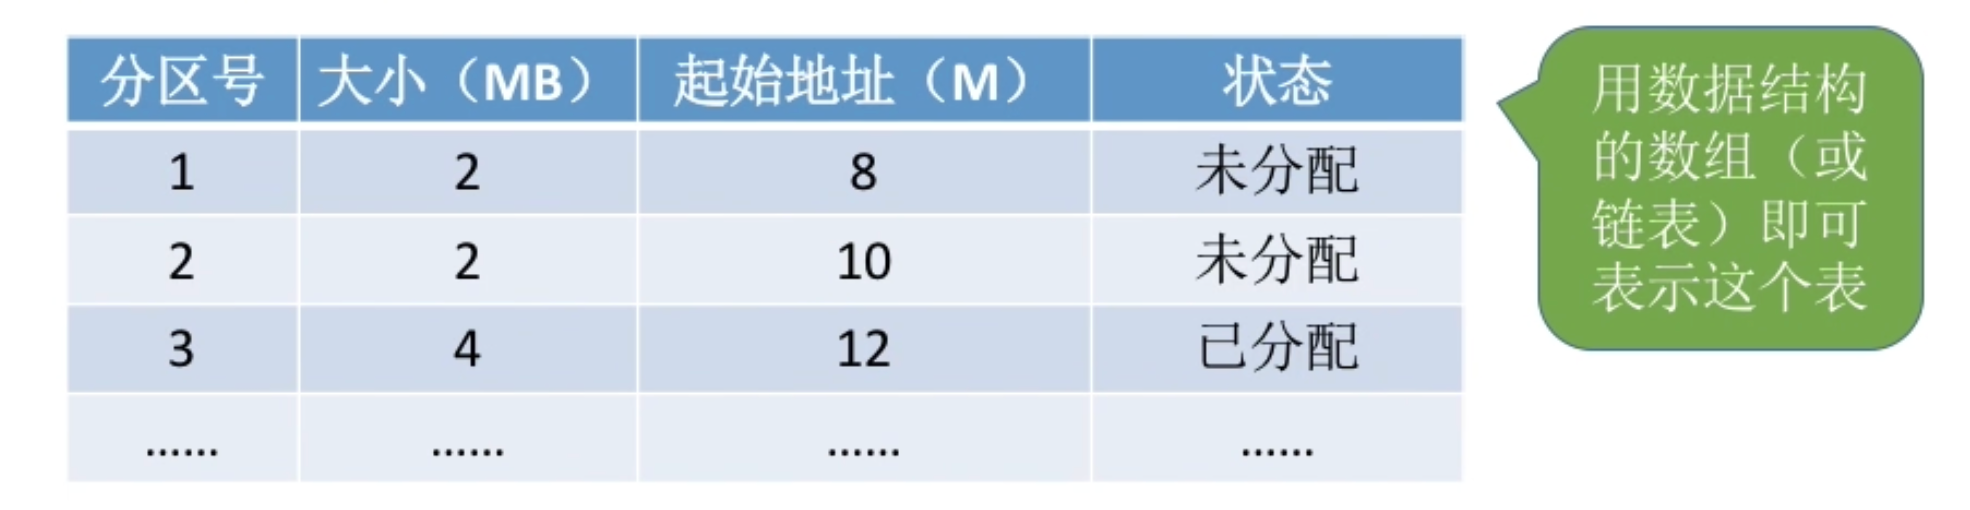 分区号 大小（MB） 起始地址（M） 状态
1 2 8 未分配
2 2 10 未分配
3 4 12 已分配
…… …… …… ……
用数据结构
的数组（或
链表）即可
表示这个表